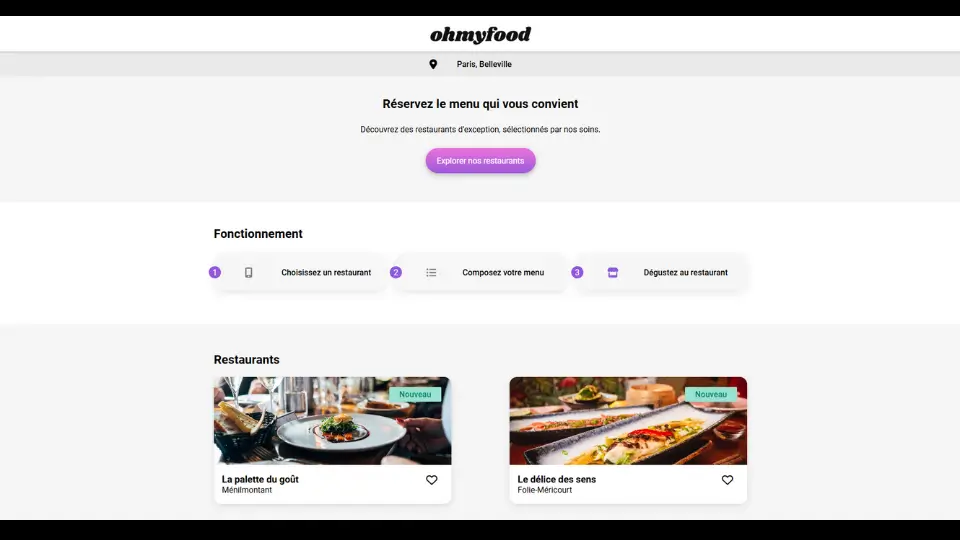 ohmyfood
Paris, Belleville
Réservez le menu qui vous convient
Découvrez des restaurants d'exception, sélectionnés par nos soins.
Explorer nos restaurants
Fonctionnement
1 Choisissez un restaurant
2 Composez votre menu
3 Dégustez au restaurant
Restaurants
Nouveau
La palette du goût
Ménilmontant
Nouveau
Le délice des sens
Folie-Méricourt